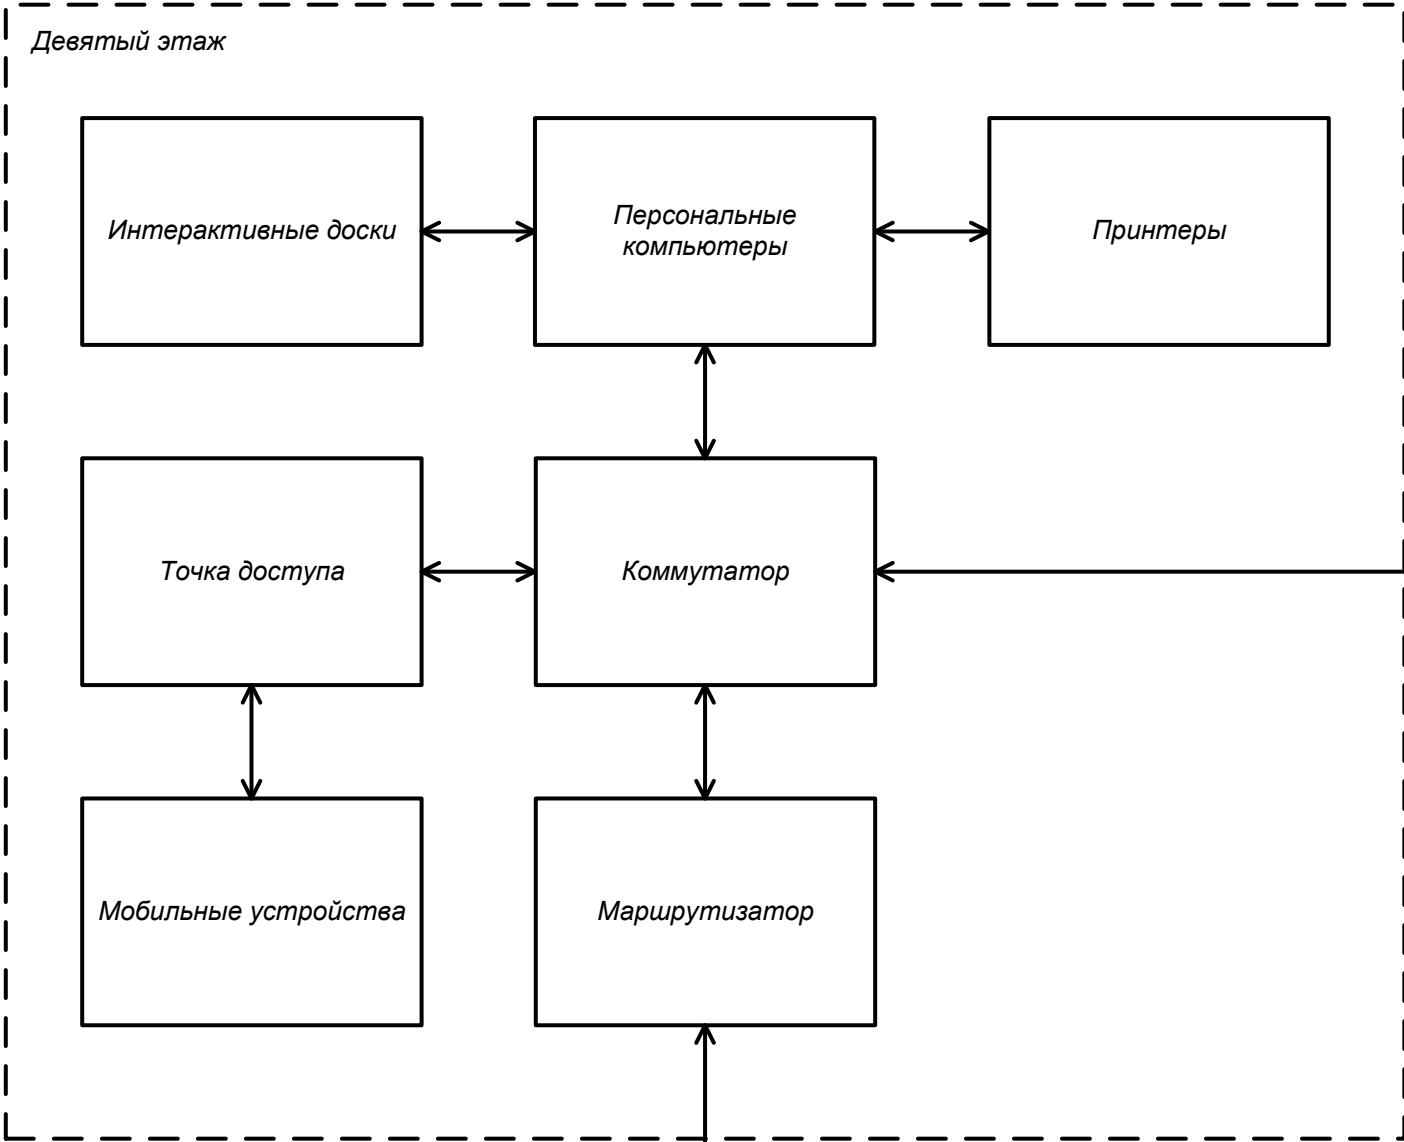 Девятый этаж
Интерактивные доски
Персональные
компьютеры
Принтеры
Точка доступа
Коммутатор
Мобильные устройства
Маршрутизатор